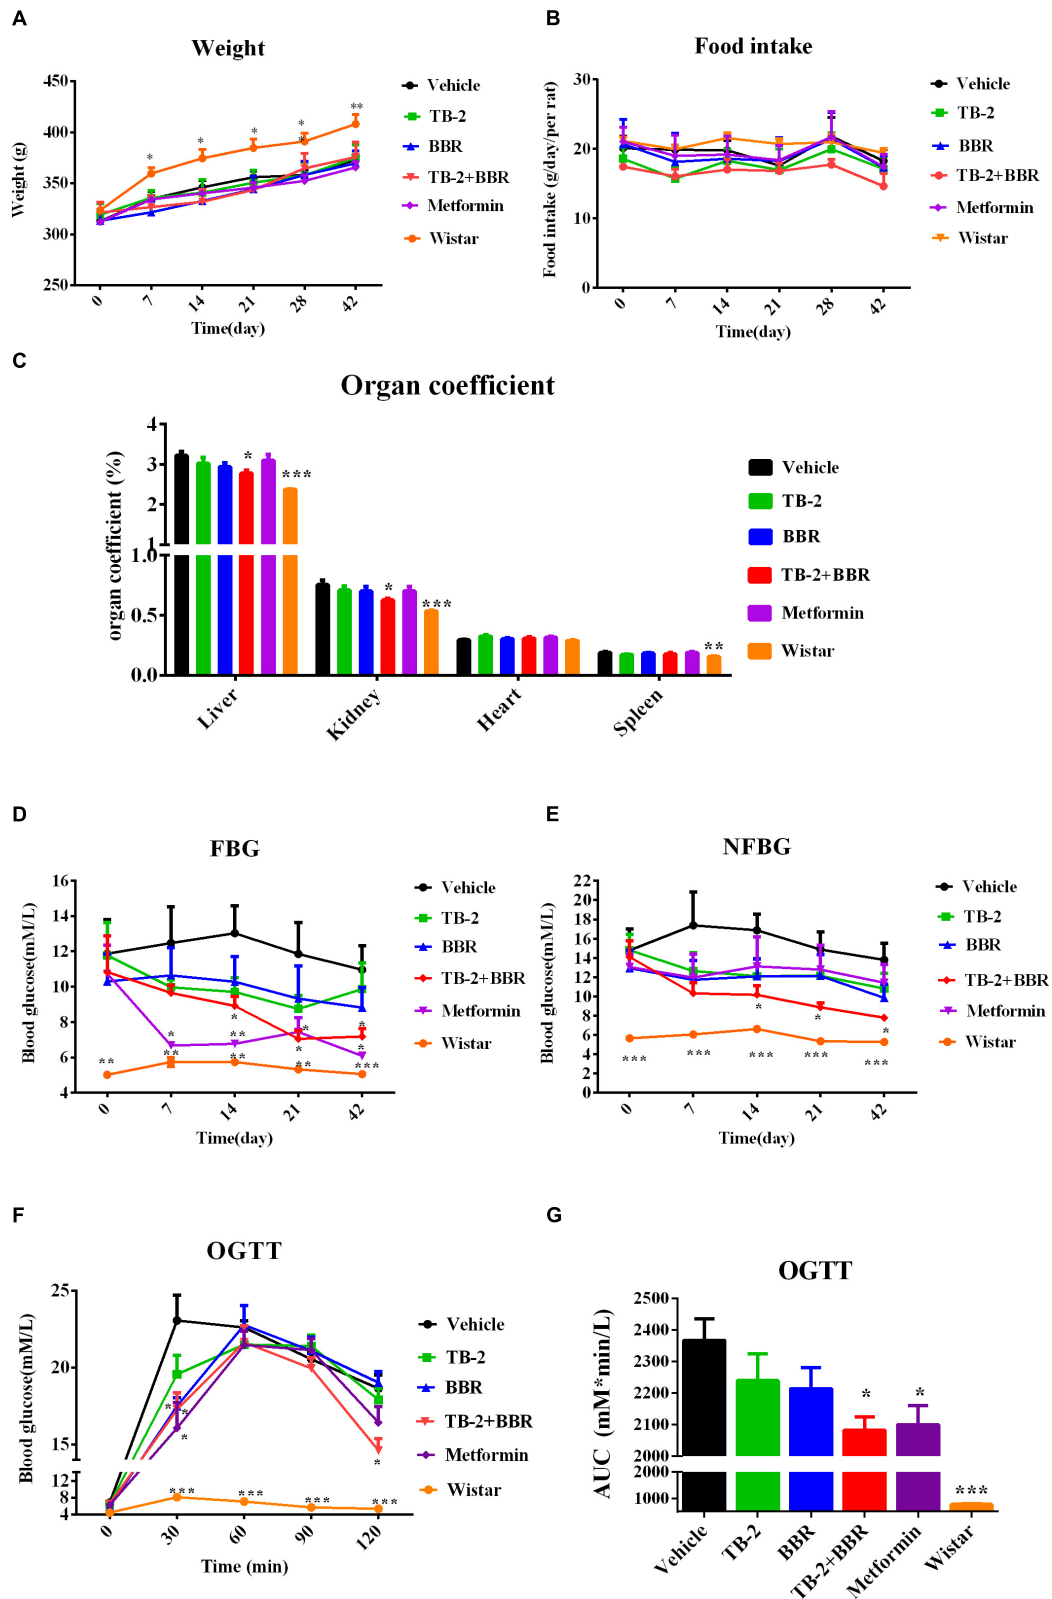 A
Weight
Weight (g)
450
400
350
300
250
0 7 14 21 28 42
Time(day)
* * * * * **
Vehicle
TB-2
BBR
TB-2+BBR
Metformin
Wistar
B
Food intake
Food intake (g/day/per rat)
30
20
10
0
0 7 14 21 28 42
Time(day)
Vehicle
TB-2
BBR
TB-2+BBR
Metformin
Wistar
C
Organ coefficient
organ coefficient (%)
4
3
2
1
1.0
0.5
0.0
* *** * *** **
Liver Kidney Heart Spleen
Vehicle
TB-2
BBR
TB-2+BBR
Metformin
Wistar
D
FBG
Blood glucose(mM/L)
16
14
12
10
8
6
4
** * ** * ** ** * * ** * * ***
0 7 14 21 42
Time(day)
Vehicle
TB-2
BBR
TB-2+BBR
Metformin
Wistar
E
NFBG
Blood glucose(mM/L)
22
20
18
16
14
12
10
8
6
4
2
0
* * *
*** *** *** *** ***
0 7 14 21 42
Time(day)
Vehicle
TB-2
BBR
TB-2+BBR
Metformin
Wistar
F
OGTT
Blood glucose(mM/L)
25
20
15
12
8
4
* * * *
*** *** *** ***
0 30 60 90 120
Time (min)
Vehicle
TB-2
BBR
TB-2+BBR
Metformin
Wistar
G
OGTT
AUC (mM*min/L)
2500
2400
2300
2200
2100
2000
2000
1000
* * ***
Vehicle TB-2 BBR TB-2+BBR Metformin Wistar